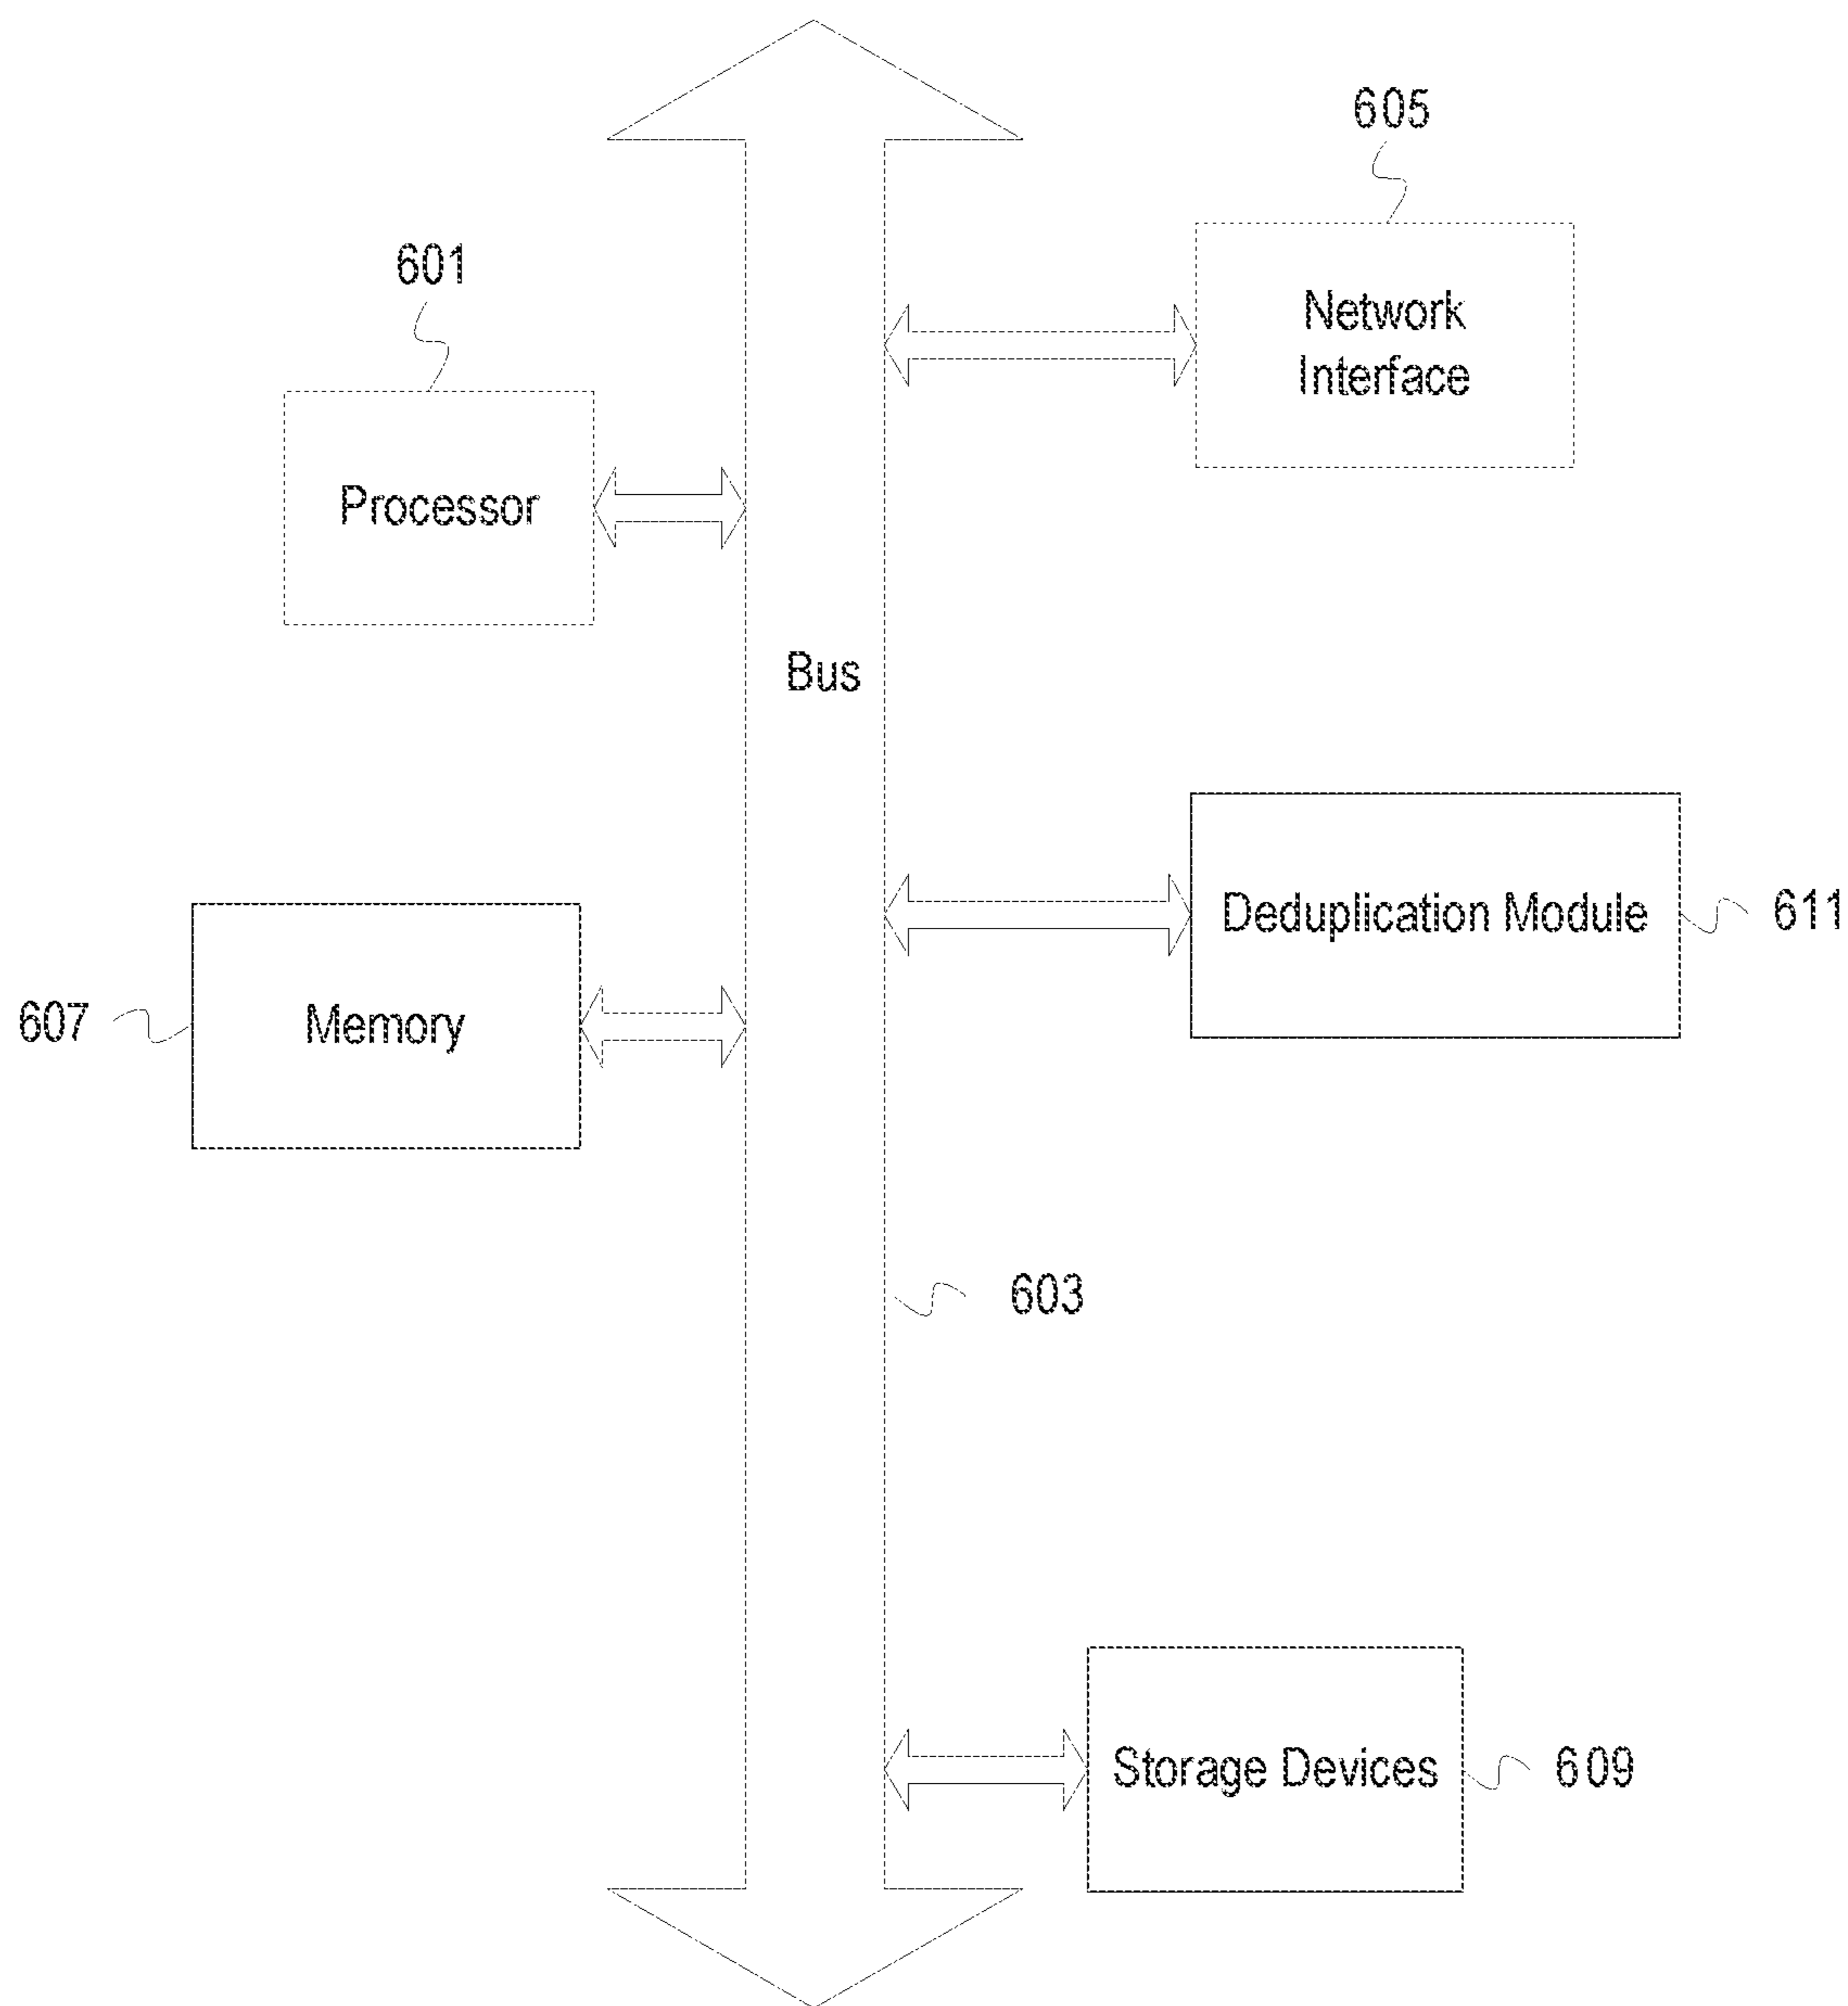 605
601
Network
Interface
Processor
Bus
Deduplication Module
611
607
Memory
603
Storage Devices
609